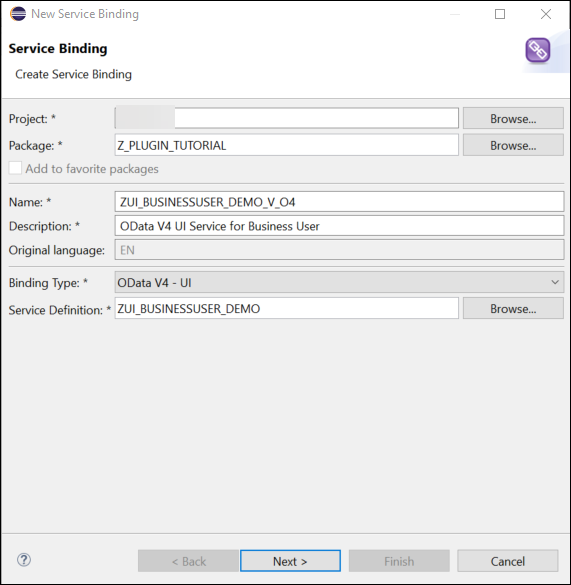 New Service Binding
Service Binding
Create Service Binding
Project: *
Browse...
Package: * Z_PLUGIN_TUTORIAL Browse...
Add to favorite packages
Name: * ZUI_BUSINESSUSER_DEMO_V_O4
Description: * OData V4 UI Service for Business User
Original language: EN
Binding Type: * OData V4 - UI
Service Definition: * ZUI_BUSINESSUSER_DEMO Browse...
? < Back Next > Finish Cancel